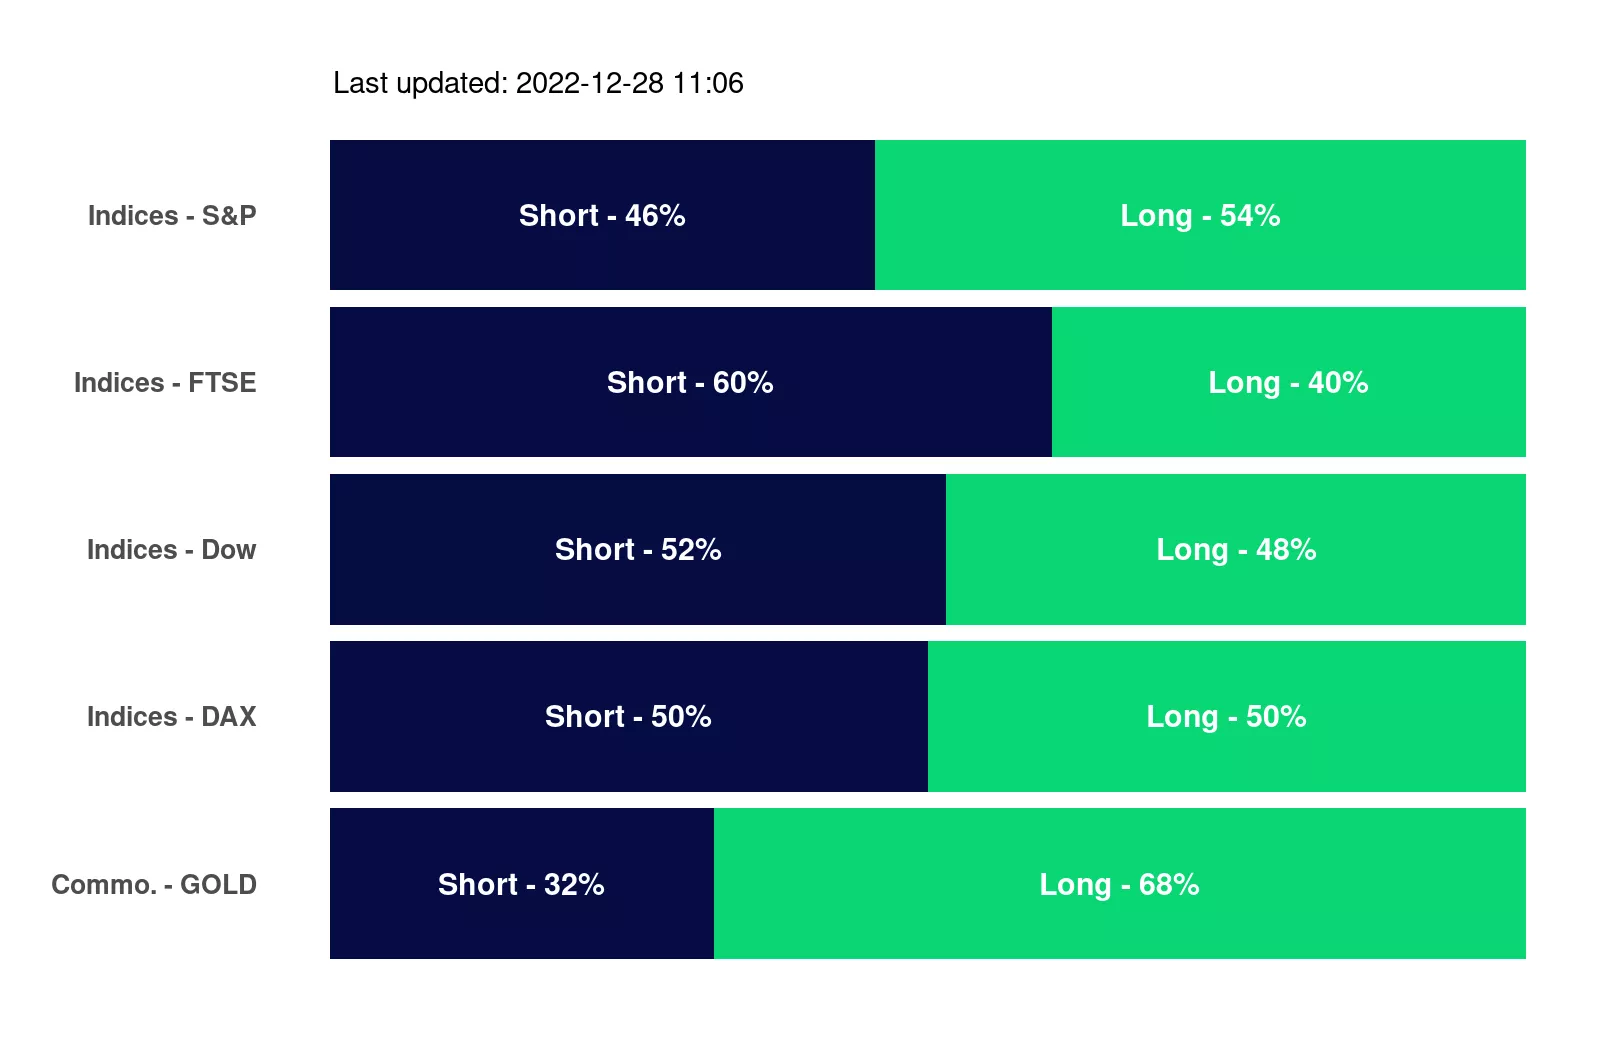 Last updated: 2022-12-28 11:06
Indices - S&P Short - 46% Long - 54%
Indices - FTSE Short - 60% Long - 40%
Indices - Dow Short - 52% Long - 48%
Indices - DAX Short - 50% Long - 50%
Commo. - GOLD Short - 32% Long - 68%